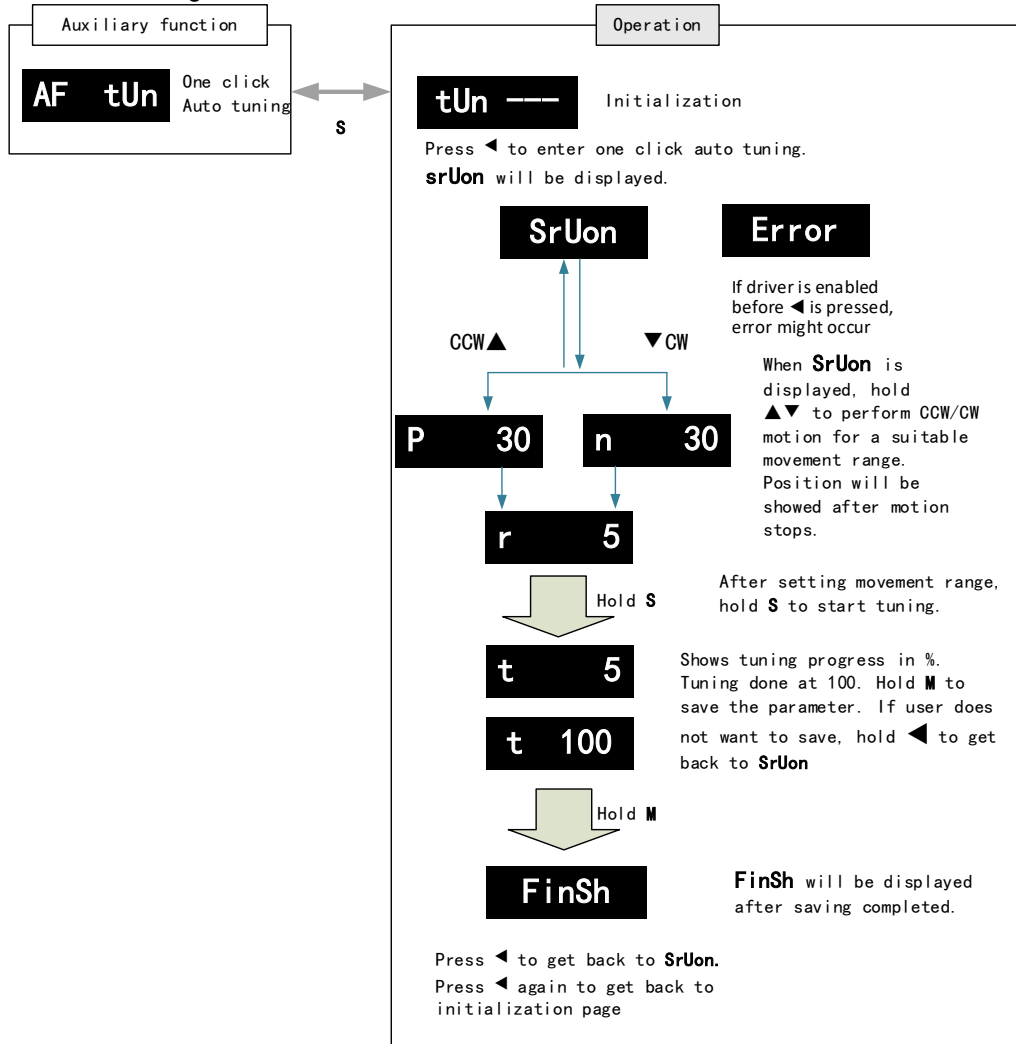 Auxiliary function
Operation
AF tUn
One click
Auto tuning
S
tUn ---
Initialization
Press ◀ to enter one click auto tuning.
srUon will be displayed.
SrUon
Error
If driver is enabled
before ◀ is pressed,
error might occur
CCW▲
▼CW
When SrUon is
displayed, hold
▲▼ to perform CCW/CW
motion for a suitable
movement range.
Position will be
showed after motion
stops.
P 30
n 30
r 5
Hold S
After setting movement range,
hold S to start tuning.
t 5
t 100
Shows tuning progress in %.
Tuning done at 100. Hold M to
save the parameter. If user does
not want to save, hold ◀ to get
back to SrUon
Hold M
FinSh
FinSh will be displayed
after saving completed.
Press ◀ to get back to SrUon.
Press ◀ again to get back to
initialization page